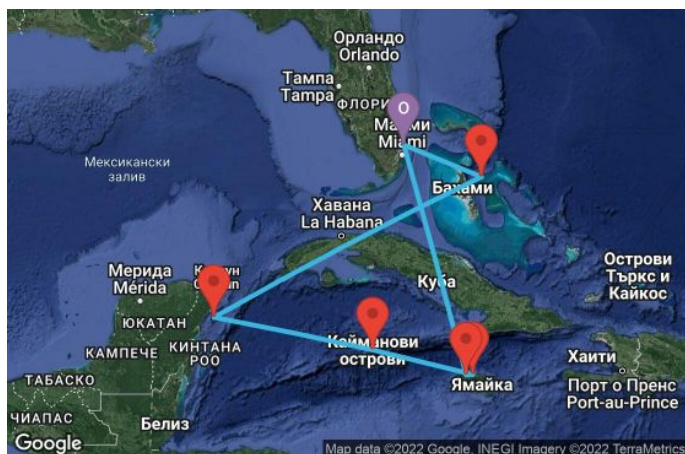 Орландо
Orlando
Тампа
Tampa
ФЛОРИ
O
Miami
Мексикански
залив
Бахами
Хавана
La Habana
Мерида
Mérida
Куба
Острови
Търкс и
Кайкос
ЮКАТАН
КАМПЕЧЕ
КИНТАНА
РОО
Кайманови
острови
Хаити
ТАБАСКО
Ямайка
Порт о Пренс
Port-au-Prince
ЧИАПАС
Белиз
Google
Map data ©2022 Google, INEGI Imagery ©2022 TerraMetrics